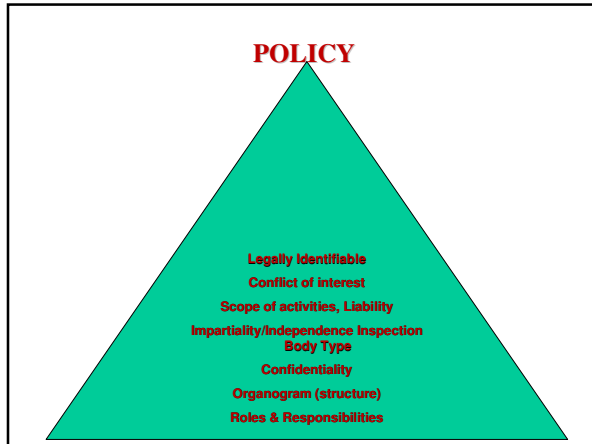 POLICY
Legally Identifiable
Conflict of interest
Scope of activities, Liability
Impartiality/Independence Inspection
Body Type
Confidentiality
Organogram (structure)
Roles & Responsibilities